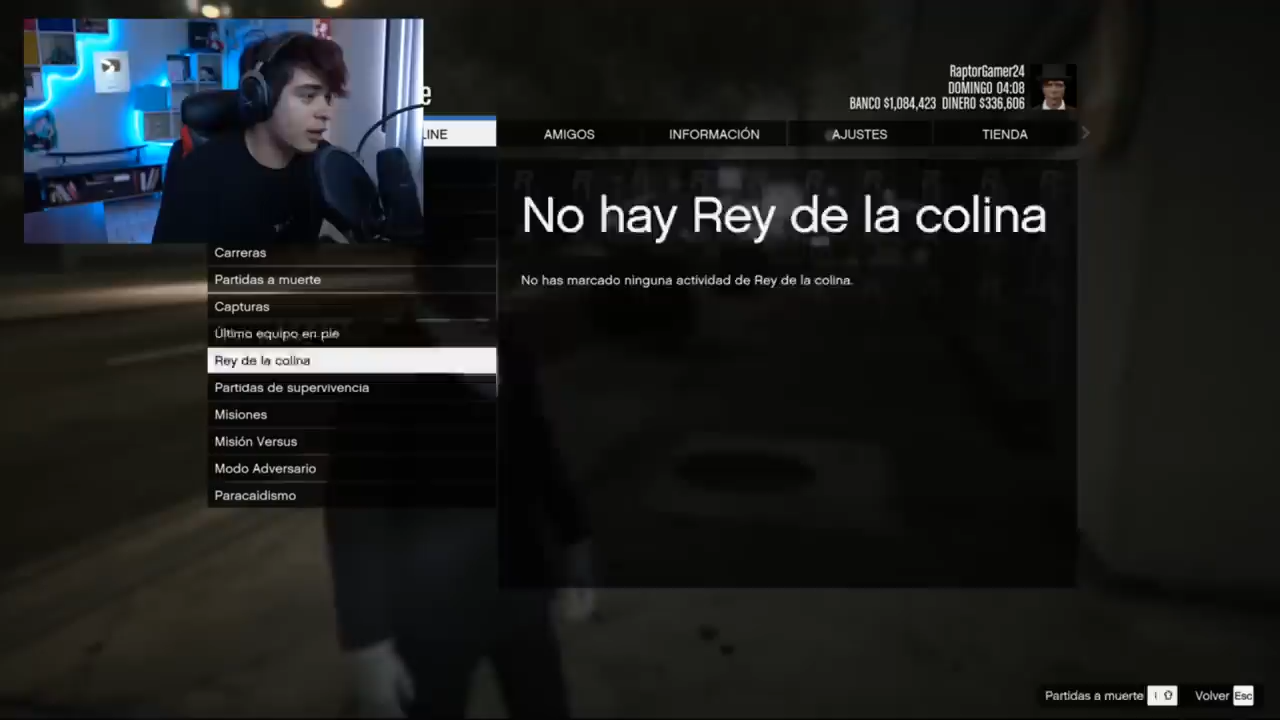 RaptorGamer24
DOMINGO 04:08
BANCO $1,084,423 DINERO $336,606
LINE
AMIGOS
INFORMACIÓN
AJUSTES
TIENDA
No hay Rey de la colina
No has marcado ninguna actividad de Rey de la colina.
Carreras
Partidas a muerte
Capturas
Último equipo en pie
Rey de la colina
Partidas de supervivencia
Misiones
Misión Versus
Modo Adversario
Paracaidismo
Partidas a muerte
Volver Esc